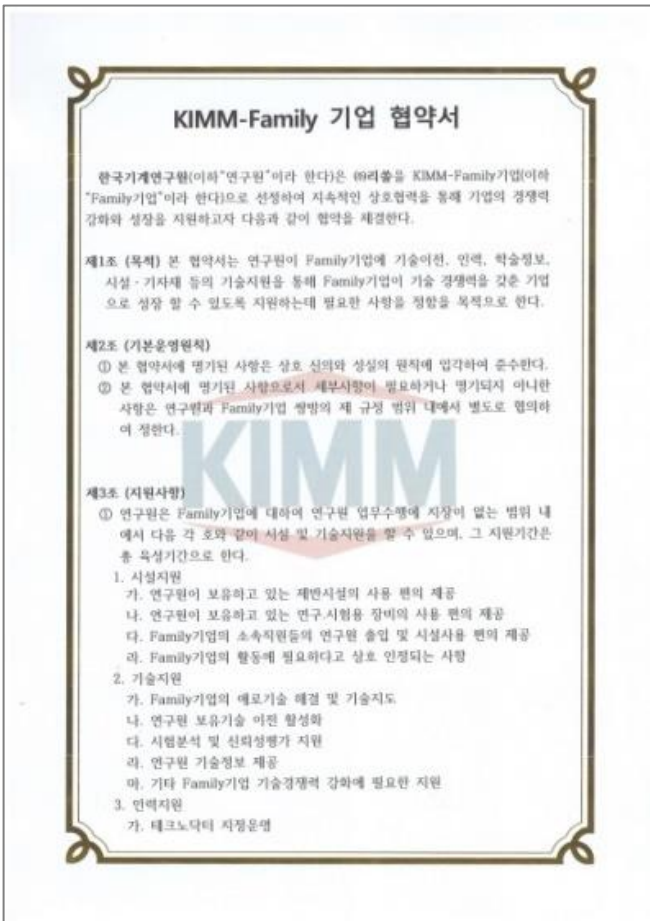 KIMM-Family 기업 협약서
한국기계연구원(이하"연구원"이라 한다)은 ㈜리쏠을 KIMM-Family기업(이하
"Family기업"이라 한다)으로 선정하여 지속적인 상호협력을 통해 기업의 경쟁력
강화와 성장을 지원하고자 다음과 같이 협약을 체결한다.
제1조 (목적) 본 협약서는 연구원이 Family기업에 기술이전, 인력, 학술정보,
시설·기자재 등의 기술지원을 통해 Family기업이 기술 경쟁력을 갖춘 기업
으로 성장 할 수 있도록 지원하는데 필요한 사항을 정함을 목적으로 한다.
제2조 (기본운영원칙)
① 본 협약서에 명기된 사항은 상호 신의와 성실의 원칙에 입각하여 준수한다.
② 본 협약서에 명기된 사항으로서 세부사항이 필요하거나 명기되지 아니한
사항은 연구원과 Family기업 쌍방의 제 규정 범위 내에서 별도로 협의하
여 정한다.
KIMM
제3조 (지원사항)
① 연구원은 Family기업에 대하여 연구원 업무수행에 지장이 없는 범위 내
에서 다음 각 호와 같이 시설 및 기술지원을 할 수 있으며, 그 지원기간은
총 육성기간으로 한다.
1. 시설지원
가. 연구원이 보유하고 있는 제반시설의 사용 편의 제공
나. 연구원이 보유하고 있는 연구.시험용 장비의 사용 편의 제공
다. Family기업의 소속직원들의 연구원 출입 및 시설사용 편의 제공
라. Family기업의 활동에 필요하다고 상호 인정되는 사항
2. 기술지원
가. Family기업의 애로기술 해결 및 기술지도
나. 연구원 보유기술 이전 활성화
다. 시험분석 및 신뢰성평가 지원
라. 연구원 기술정보 제공
마. 기타 Family기업 기술경쟁력 강화에 필요한 지원
3. 인력지원
가. 테크노닥터 지정운영